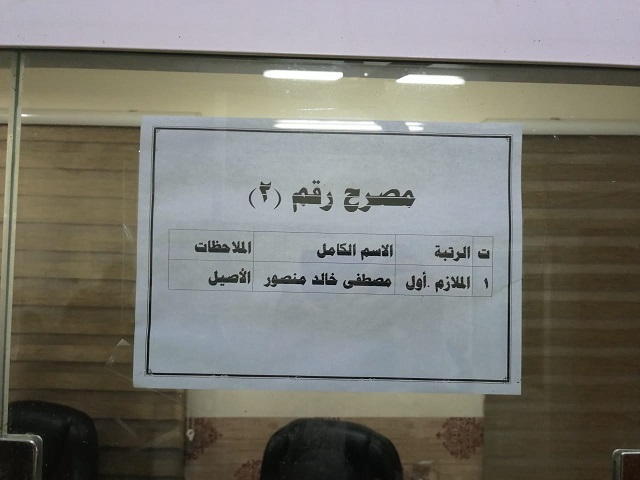 مصرح رقم (٢)
ت الرتبة الاسم الكامل الملاحظات
١ الملازم .أول مصطفى خالد منصور الأصيل